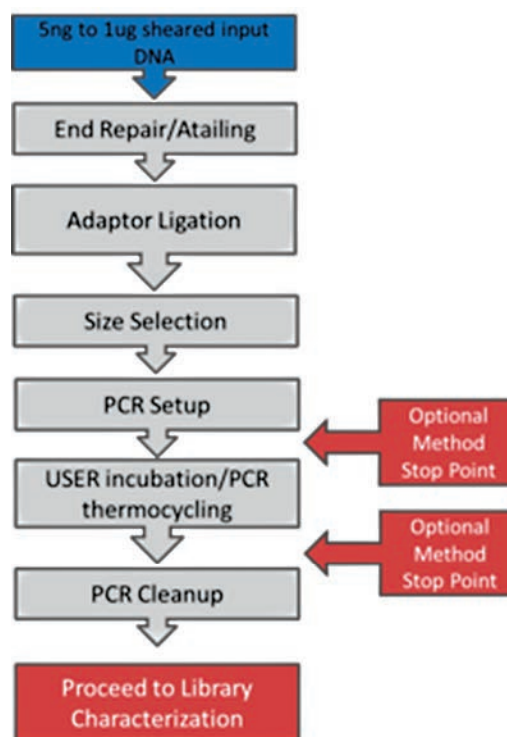 5ng to 1ug sheared input
DNA
End Repair/Atailing
Adaptor Ligation
Size Selection
PCR Setup
Optional
Method
Stop Point
USER incubation/PCR
thermocycling
Optional
Method
Stop Point
PCR Cleanup
Proceed to Library
Characterization